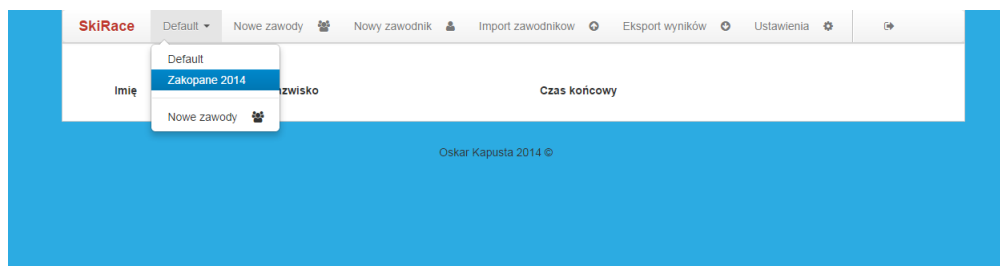 SkiRace Default Nowe zawody Nowy zawodnik Import zawodnikow Eksport wyników Ustawienia
Default
Zakopane 2014
Imię zwisko Czas końcowy
Nowe zawody
Oskar Kapusta 2014 ©